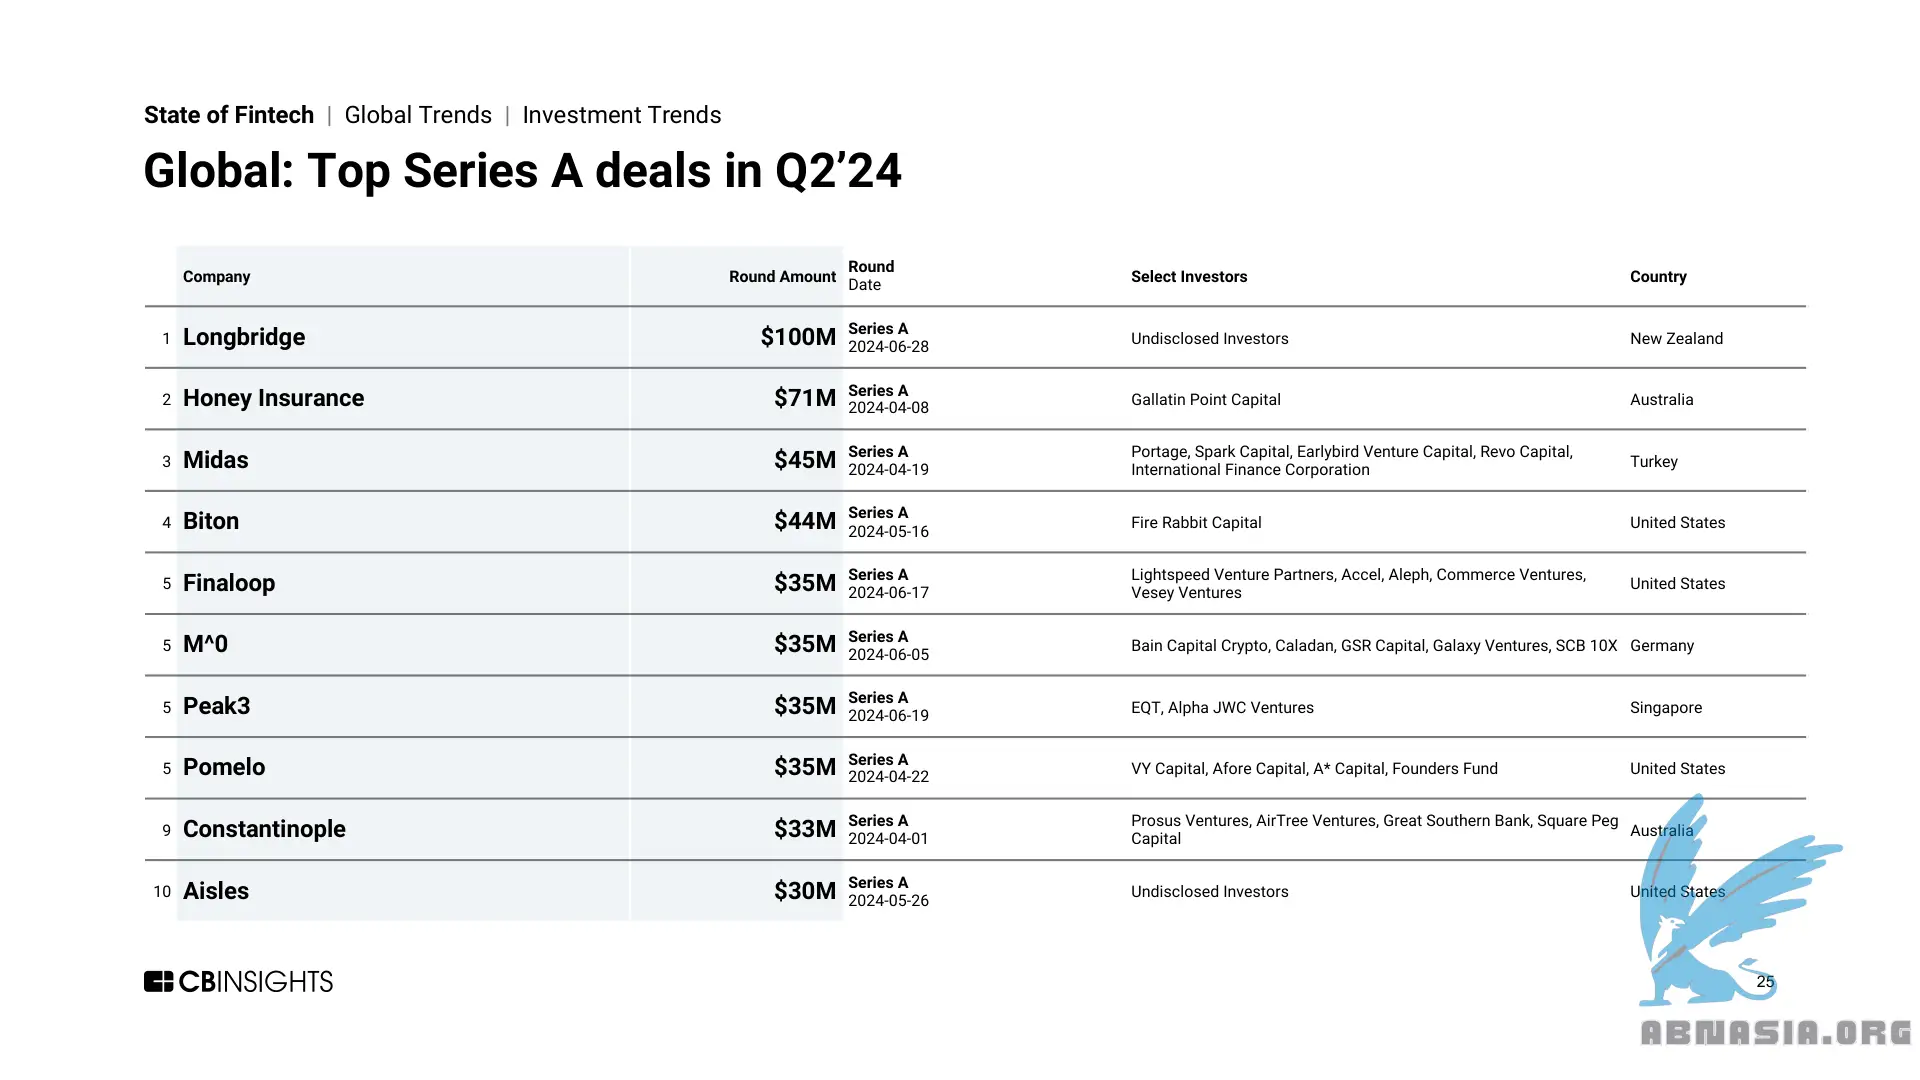 State of Fintech | Global Trends | Investment Trends
Global: Top Series A deals in Q2’24
Company Round Amount Round Date Select Investors Country
1 Longbridge $100M Series A 2024-06-28 Undisclosed Investors New Zealand
2 Honey Insurance $71M Series A 2024-04-08 Gallatin Point Capital Australia
3 Midas $45M Series A 2024-04-19 Portage, Spark Capital, Earlybird Venture Capital, Revo Capital, International Finance Corporation Turkey
4 Biton $44M Series A 2024-05-16 Fire Rabbit Capital United States
5 Finaloop $35M Series A 2024-06-17 Lightspeed Venture Partners, Accel, Aleph, Commerce Ventures, Vesey Ventures United States
5 M^0 $35M Series A 2024-06-05 Bain Capital Crypto, Caladan, GSR Capital, Galaxy Ventures, SCB 10X Germany
5 Peak3 $35M Series A 2024-06-19 EQT, Alpha JWC Ventures Singapore
5 Pomelo $35M Series A 2024-04-22 VY Capital, Afore Capital, A* Capital, Founders Fund United States
9 Constantinople $33M Series A 2024-04-01 Prosus Ventures, AirTree Ventures, Great Southern Bank, Square Peg Capital Australia
10 Aisles $30M Series A 2024-05-26 Undisclosed Investors United States
CBINSIGHTS
25
ABNASIA.ORG